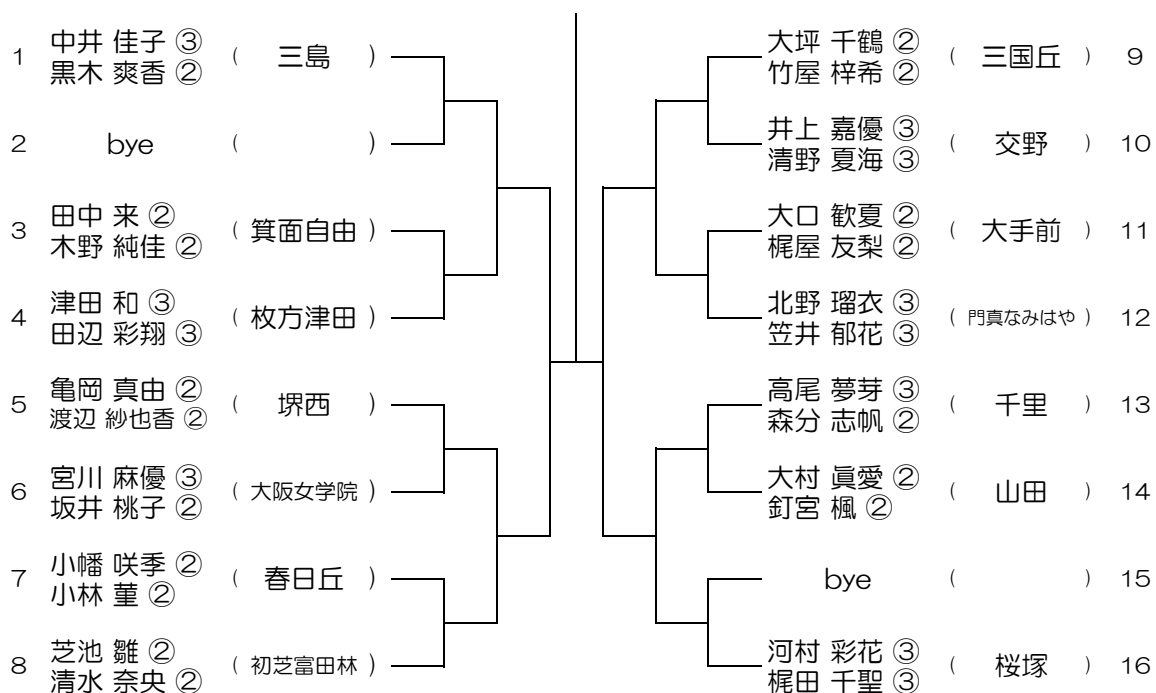 1 中井 佳子 ③ ( 三島 )
黒木 爽香 ②
2 bye ( )
3 田中 来 ② ( 箕面自由 )
木野 純佳 ②
4 津田 和 ③ ( 枚方津田 )
田辺 彩翔 ③
5 亀岡 真由 ② ( 堺西 )
渡辺 紗也香 ②
6 宮川 麻優 ③ ( 大阪女学院 )
坂井 桃子 ②
7 小幡 咲季 ② ( 春日丘 )
小林 菫 ②
8 芝池 雛 ② ( 初芝富田林 )
清水 奈央 ②
大坪 千鶴 ② ( 三国丘 ) 9
竹屋 梓希 ②
井上 嘉優 ③ ( 交野 ) 10
清野 夏海 ③
大口 歓夏 ② ( 大手前 ) 11
梶屋 友梨 ②
北野 瑠衣 ③ ( 門真なみはや ) 12
笠井 郁花 ③
高尾 夢芽 ③ ( 千里 ) 13
森分 志帆 ②
大村 眞愛 ② ( 山田 ) 14
釘宮 楓 ②
bye ( ) 15
河村 彩花 ③ ( 桜塚 ) 16
梶田 千聖 ③